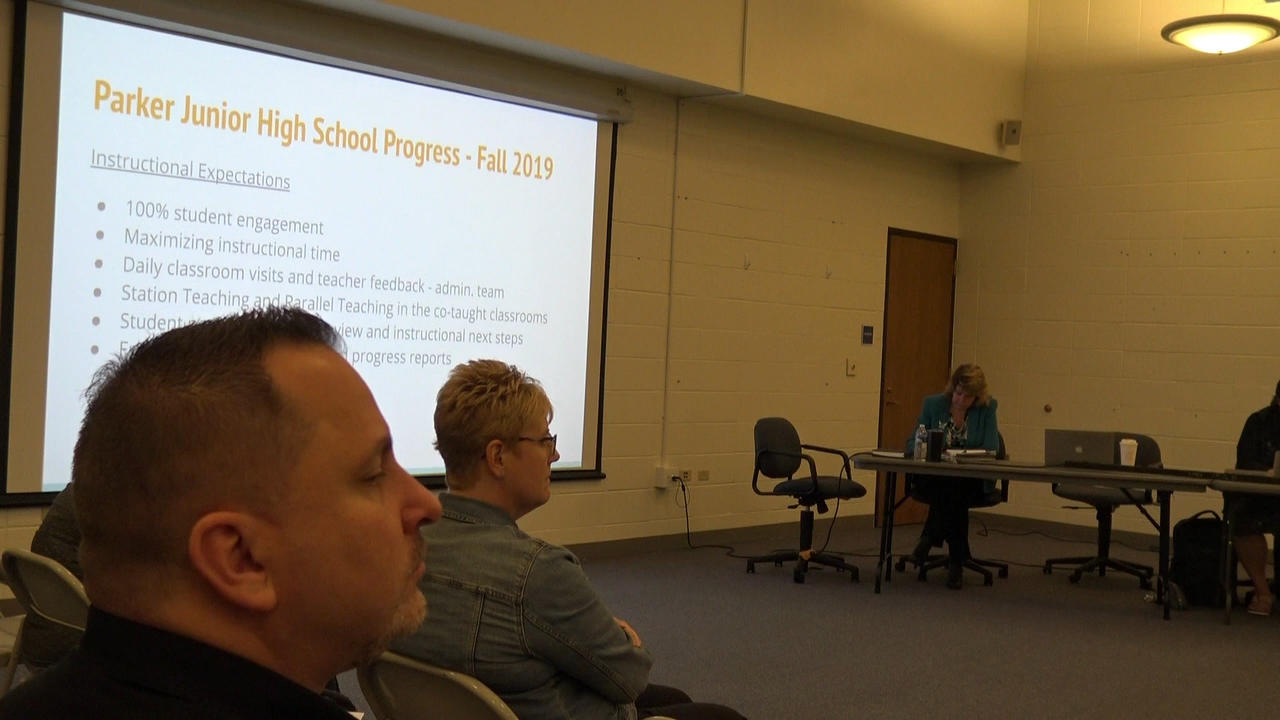 Parker Junior High School Progress - Fall 2019
Instructional Expectations
100% student engagement
Maximizing instructional time
Daily classroom visits and teacher feedback - admin. team
Station Teaching and Parallel Teaching in the co-taught classrooms
Student and instructional next steps
progress reports